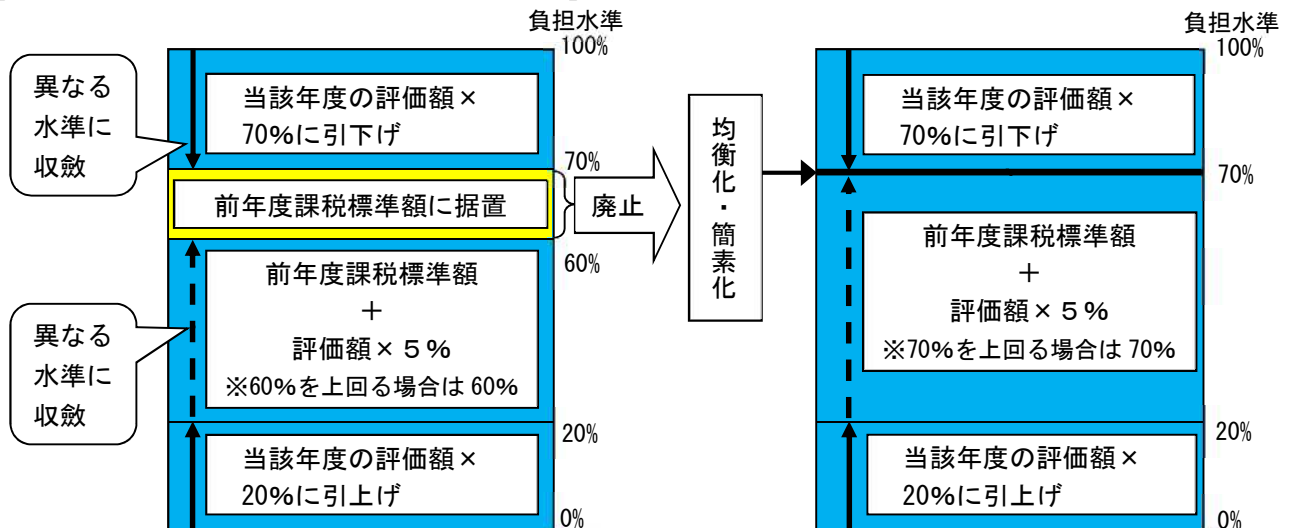 負担水準
100%
異なる
水準に
収斂
当該年度の評価額×
70%に引下げ
70%
前年度課税標準額に据置
廃止
60%
前年度課税標準額
＋
評価額×５%
※60%を上回る場合は 60%
異なる
水準に
収斂
20%
当該年度の評価額×
20%に引上げ
0%
均衡化・簡素化
負担水準
100%
当該年度の評価額×
70%に引下げ
70%
前年度課税標準額
＋
評価額×５%
※70%を上回る場合は 70%
20%
当該年度の評価額×
20%に引上げ
0%